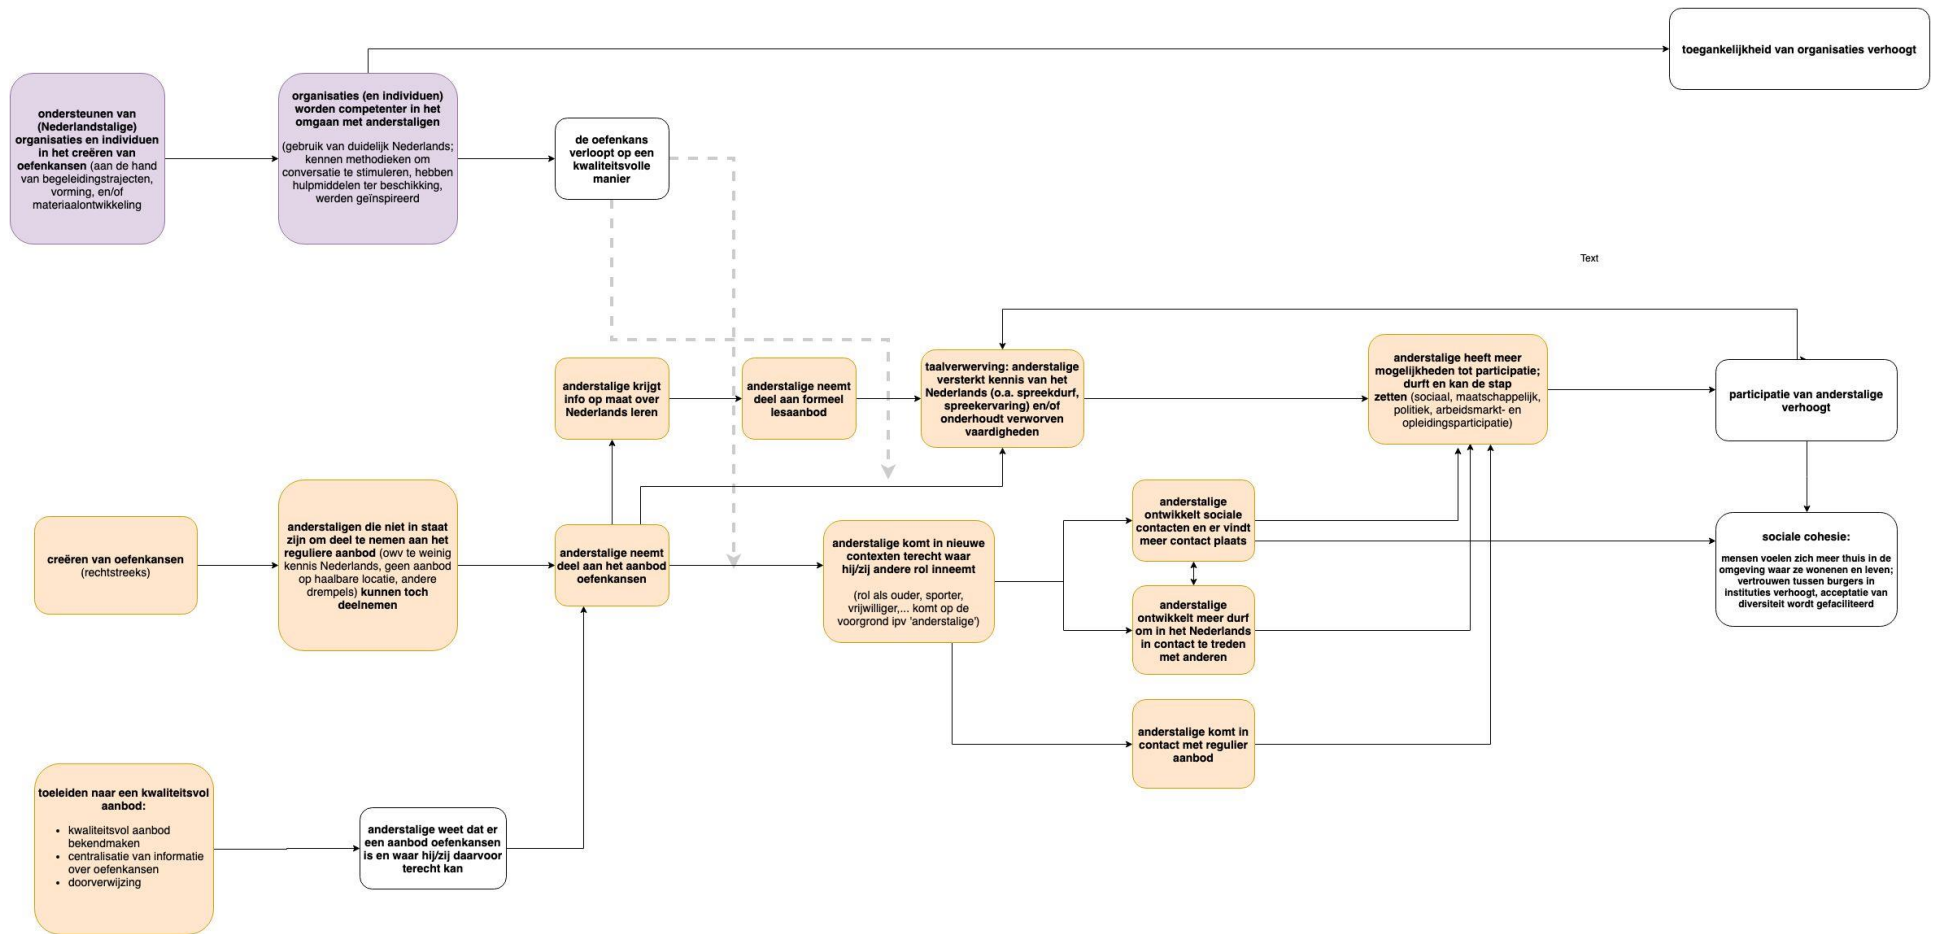 toegankelijkheid van organisaties verhoogt
ondersteunen van
(Nederlandstalige)
organisaties en individuen
in het creëren van
oefenkansen (aan de hand
van begeleidingstrajecten,
vorming, en/of
materiaalontwikkeling
organisaties (en individuen)
worden competenter in het
omgaan met anderstaligen
(gebruik van duidelijk Nederlands;
kennen methodieken om
conversatie te stimuleren, hebben
hulpmiddelen ter beschikking,
werden geïnspireerd
de oefenkans
verloopt op een
kwaliteitsvolle
manier
Text
anderstalige krijgt
info op maat over
Nederlands leren
anderstalige neemt
deel aan formeel
lesaanbod
taalverwerving: anderstalige
versterkt kennis van het
Nederlands (o.a. spreekdurf,
spreekervaring) en/of
onderhoudt verworven
vaardigheden
anderstalige heeft meer
mogelijkheden tot participatie;
durft en kan de stap
zetten (sociaal, maatschappelijk,
politiek, arbeidsmarkt- en
opleidingsparticipatie)
participatie van anderstalige
verhoogt
creëren van oefenkansen
(rechtstreeks)
anderstaligen die niet in staat
zijn om deel te nemen aan het
reguliere aanbod (owv te weinig
kennis Nederlands, geen aanbod
op haalbare locatie, andere
drempels) kunnen toch
deelnemen
anderstalige neemt
deel aan het aanbod
oefenkansen
anderstalige komt in nieuwe
contexten terecht waar
hij/zij andere rol inneemt
(rol als ouder, sporter,
vrijwilliger,... komt op de
voorgrond ipv 'anderstalige')
anderstalige
ontwikkelt sociale
contacten en er vindt
meer contact plaats
anderstalige
ontwikkelt meer durf
om in het Nederlands
in contact te treden
met anderen
sociale cohesie:
mensen voelen zich meer thuis in de
omgeving waar ze wonenen en leven;
vertrouwen tussen burgers in
instituties verhoogt, acceptatie van
diversiteit wordt gefaciliteerd
anderstalige komt in
contact met regulier
aanbod
toeleiden naar een kwaliteitsvol
aanbod:
• kwaliteitsvol aanbod
bekendmaken
• centralisatie van informatie
over oefenkansen
• doorverwijzing
anderstalige weet dat er
een aanbod oefenkansen
is en waar hij/zij daarvoor
terecht kan